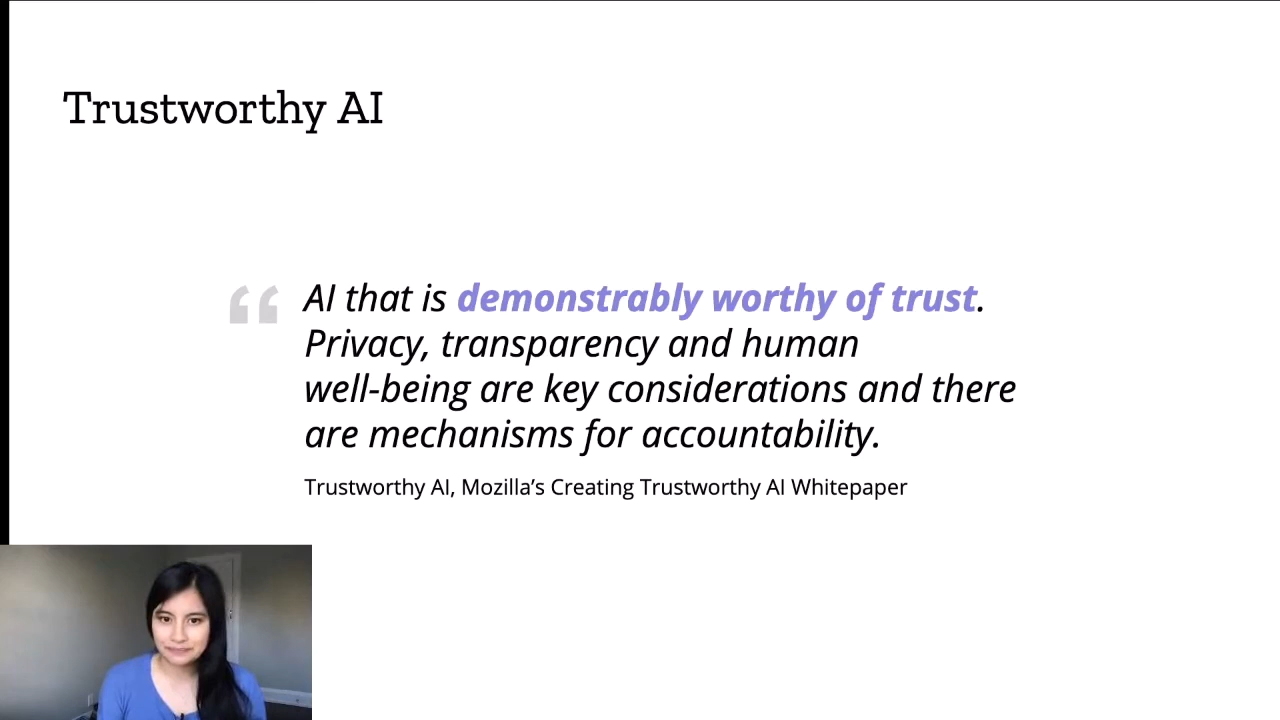 Trustworthy AI
“ AI that is demonstrably worthy of trust.
Privacy, transparency and human
well-being are key considerations and there
are mechanisms for accountability.
Trustworthy AI, Mozilla’s Creating Trustworthy AI Whitepaper